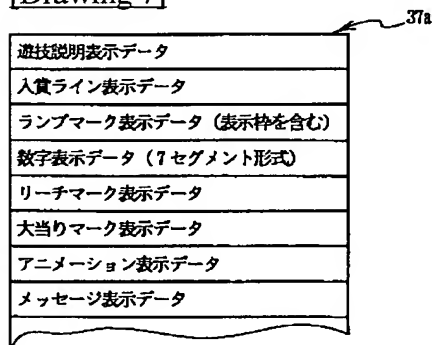 [Drawing 7]
37a
遊技説明表示データ
入賞ライン表示データ
ランプマーク表示データ(表示枠を含む)
数字表示データ(7セグメント形式)
リーチマーク表示データ
大当りマーク表示データ
アニメーション表示データ
メッセージ表示データ